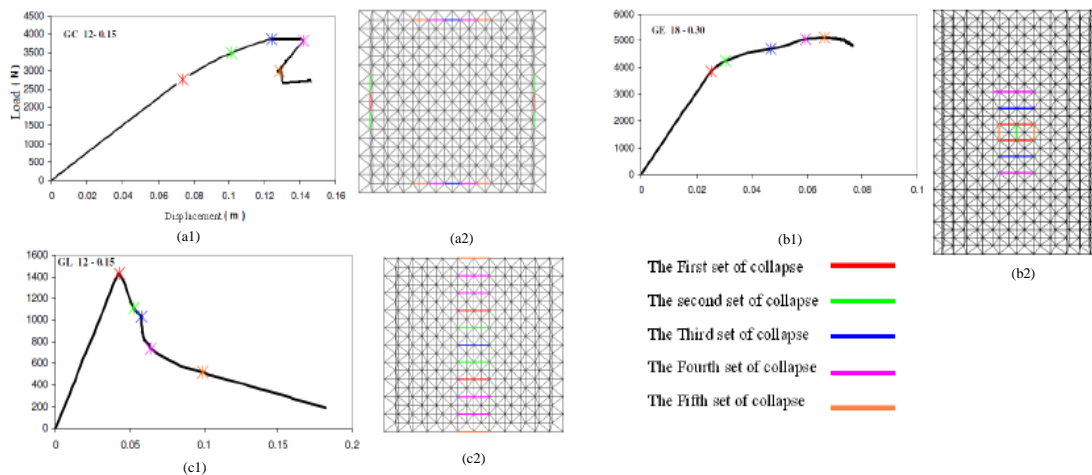 GC 12- 0.15
Load (N)
4500
4000
3500
3000
2500
2000
1500
1000
500
0
0 0.02 0.04 0.06 0.08 0.1 0.12 0.14 0.16
Displacement (m)
(a1)
(a2)
GE 18 - 0.30
6000
5000
4000
3000
2000
1000
0
0 0.02 0.04 0.06 0.08 0.1
(b1)
(b2)
GL 12 - 0.15
1600
1400
1200
1000
800
600
400
200
0
0 0.05 0.1 0.15 0.2
(c1)
(c2)
The First set of collapse
The second set of collapse
The Third set of collapse
The Fourth set of collapse
The Fifth set of collapse